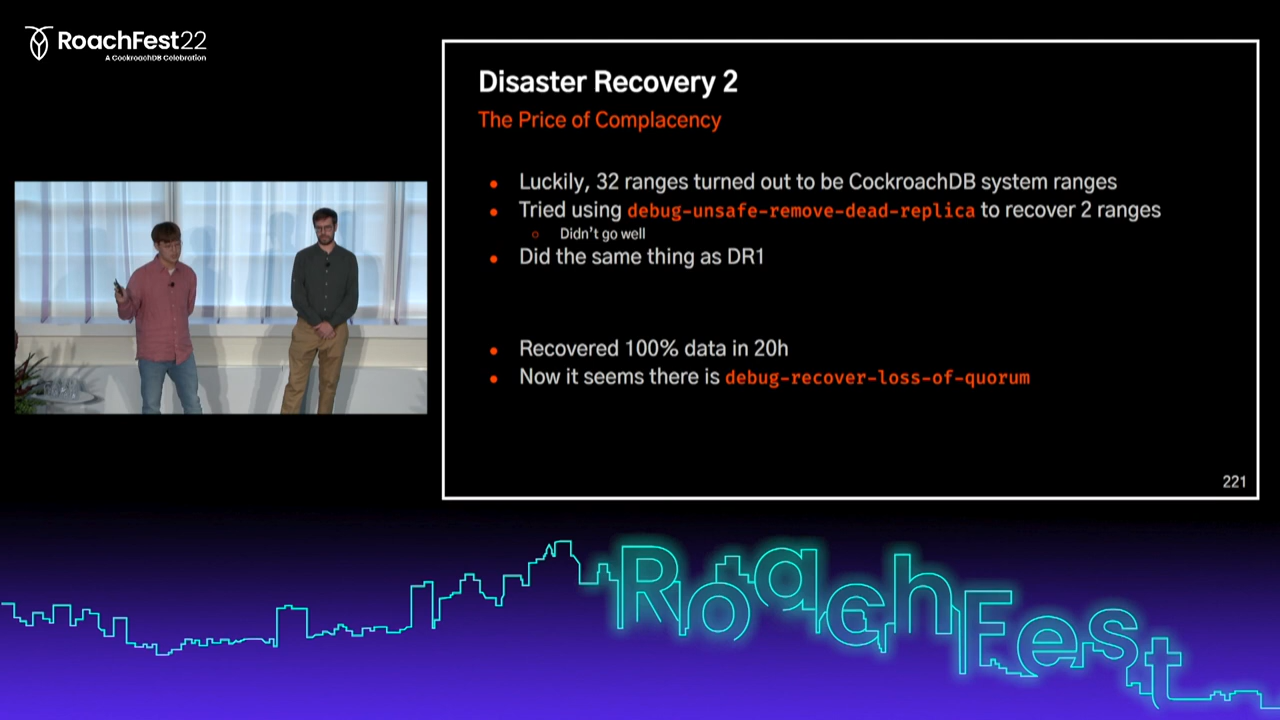 RoachFest22
A CockroachDB Celebration
Disaster Recovery 2
The Price of Complacency
• Luckily, 32 ranges turned out to be CockroachDB system ranges
• Tried using debug-unsafe-remove-dead-replica to recover 2 ranges
○ Didn't go well
• Did the same thing as DR1
• Recovered 100% data in 20h
• Now it seems there is debug-recover-loss-of-quorum
221
RoachFest